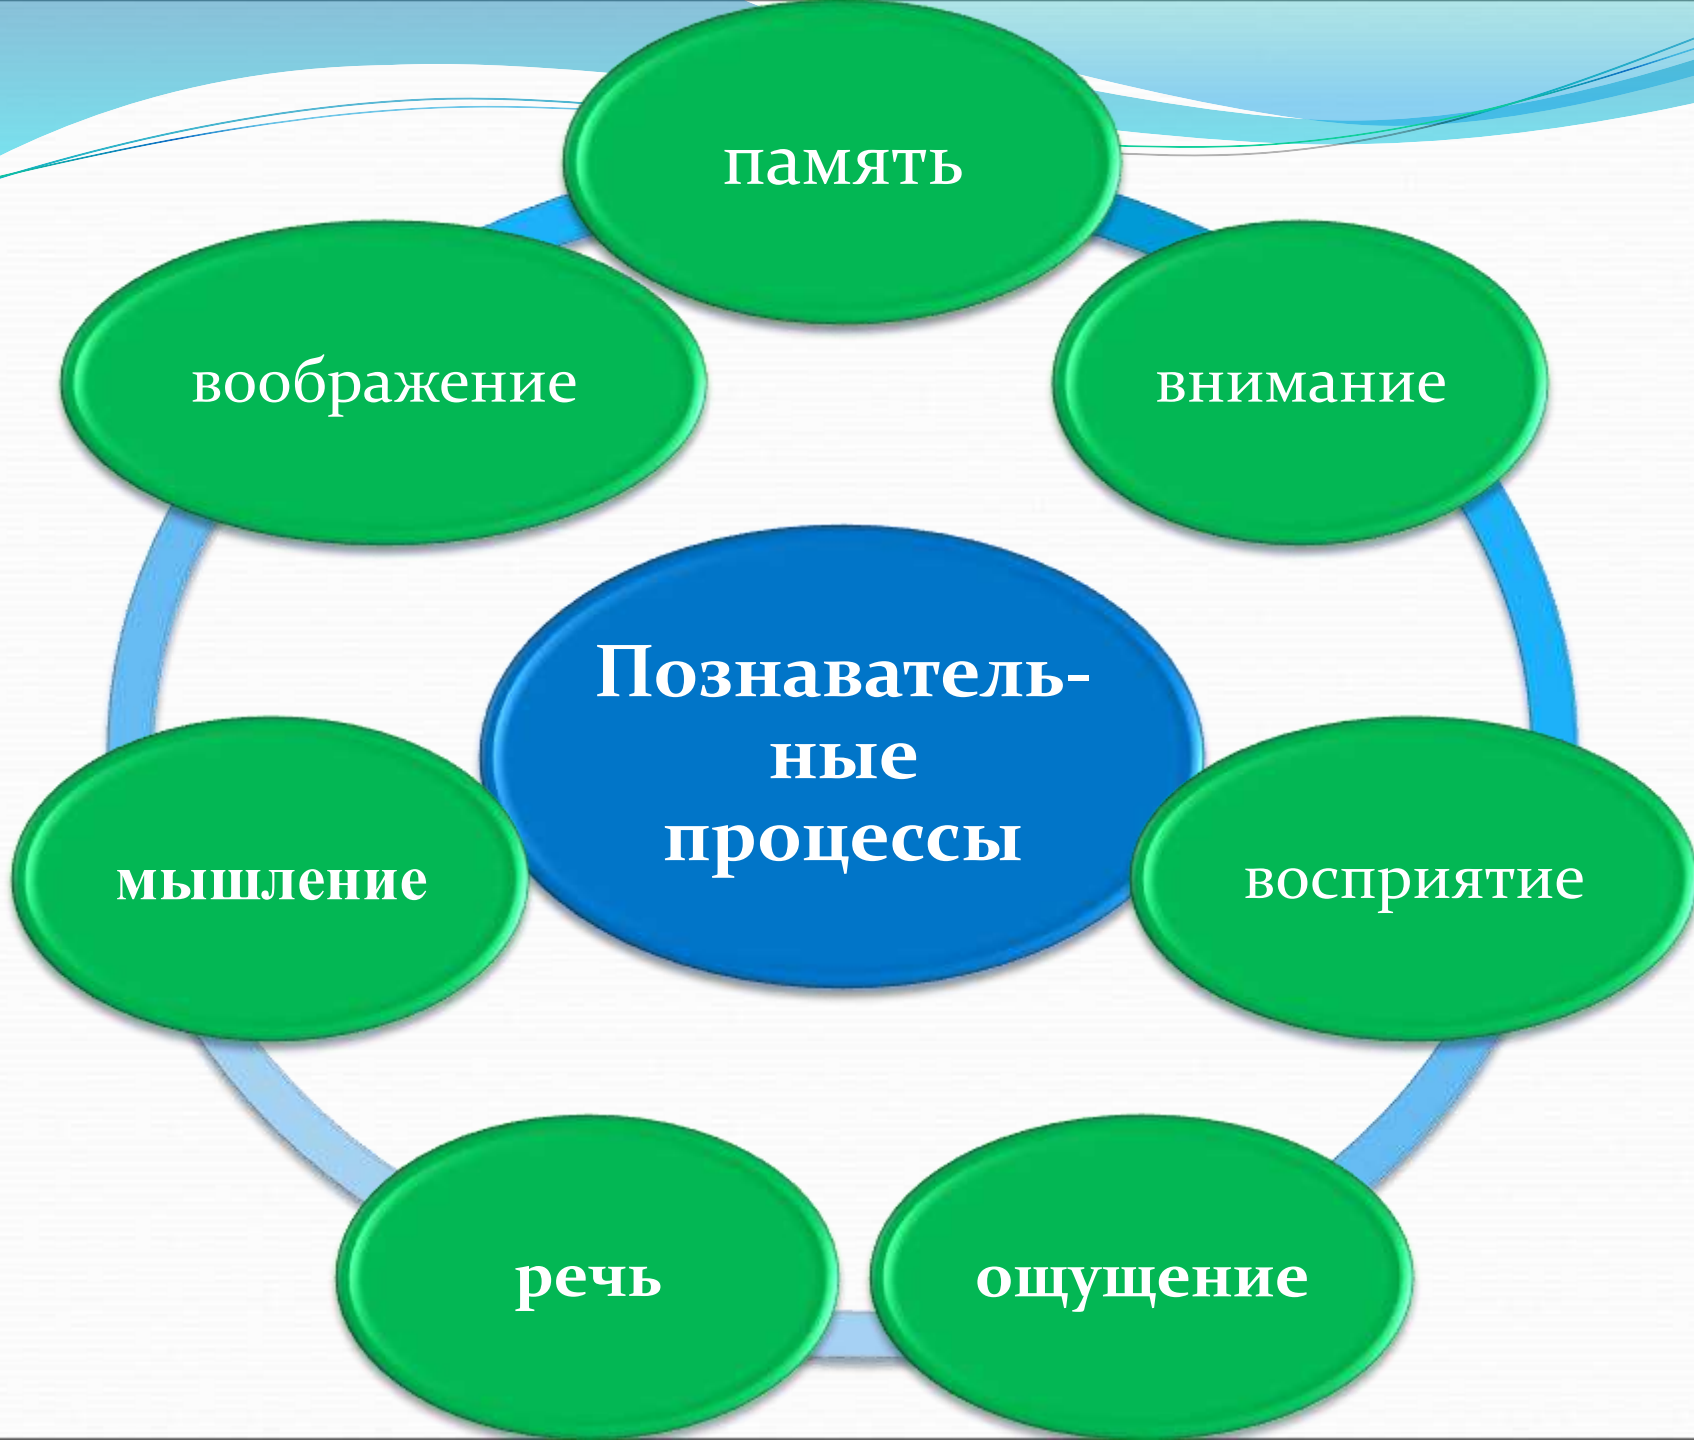 память
воображение
внимание
Познаватель-
ные
процессы
мышление
восприятие
речь
ощущение